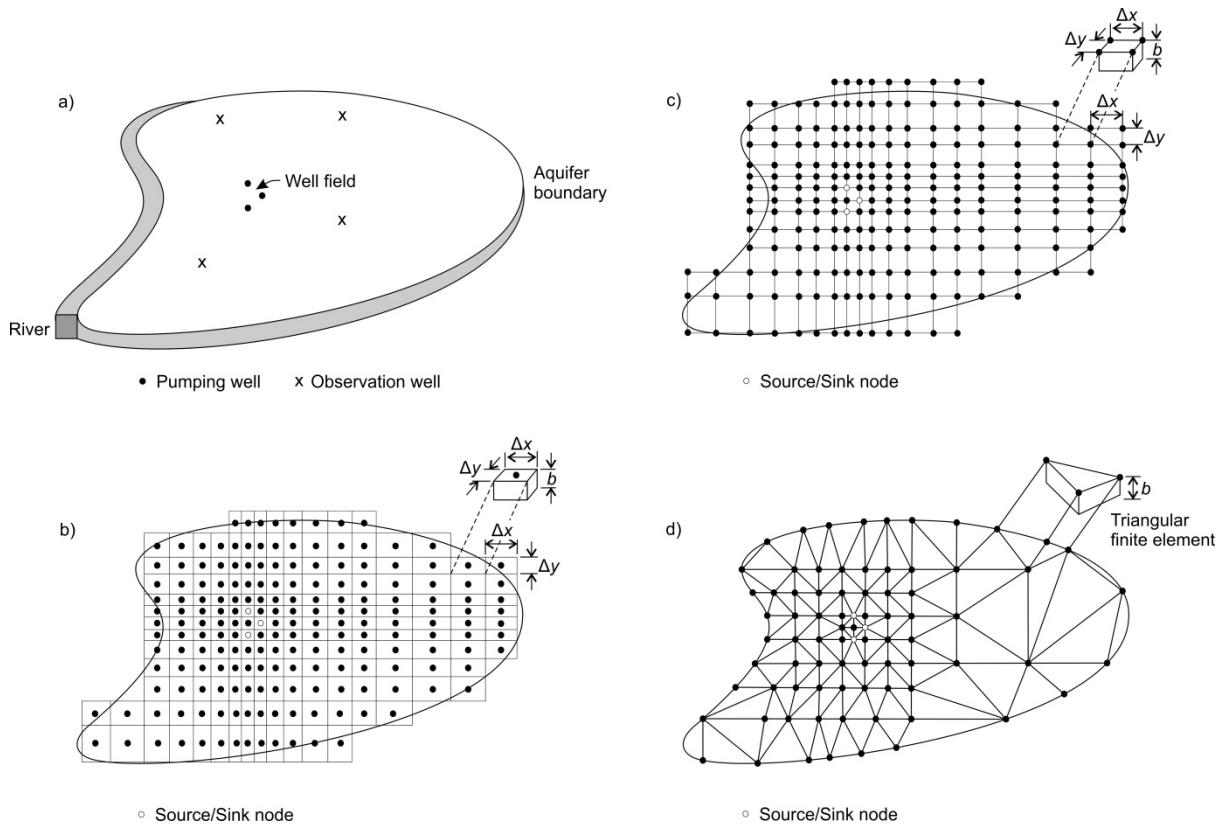 a)
x
x
Well field
x
x
Aquifer
boundary
River
• Pumping well x Observation well
c)
Δx
Δy
b
Δx
Δy
○ Source/Sink node
b)
Δx
Δy
b
Δx
Δy
○ Source/Sink node
d)
b
Triangular
finite element
○ Source/Sink node